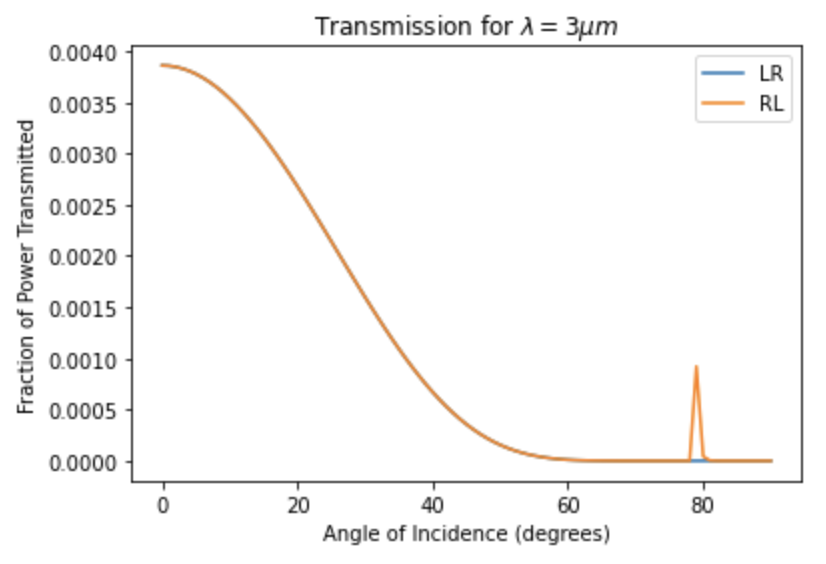 Transmission for λ = 3μm
LR
RL
Fraction of Power Transmitted
0.0040
0.0035
0.0030
0.0025
0.0020
0.0015
0.0010
0.0005
0.0000
0 20 40 60 80
Angle of Incidence (degrees)